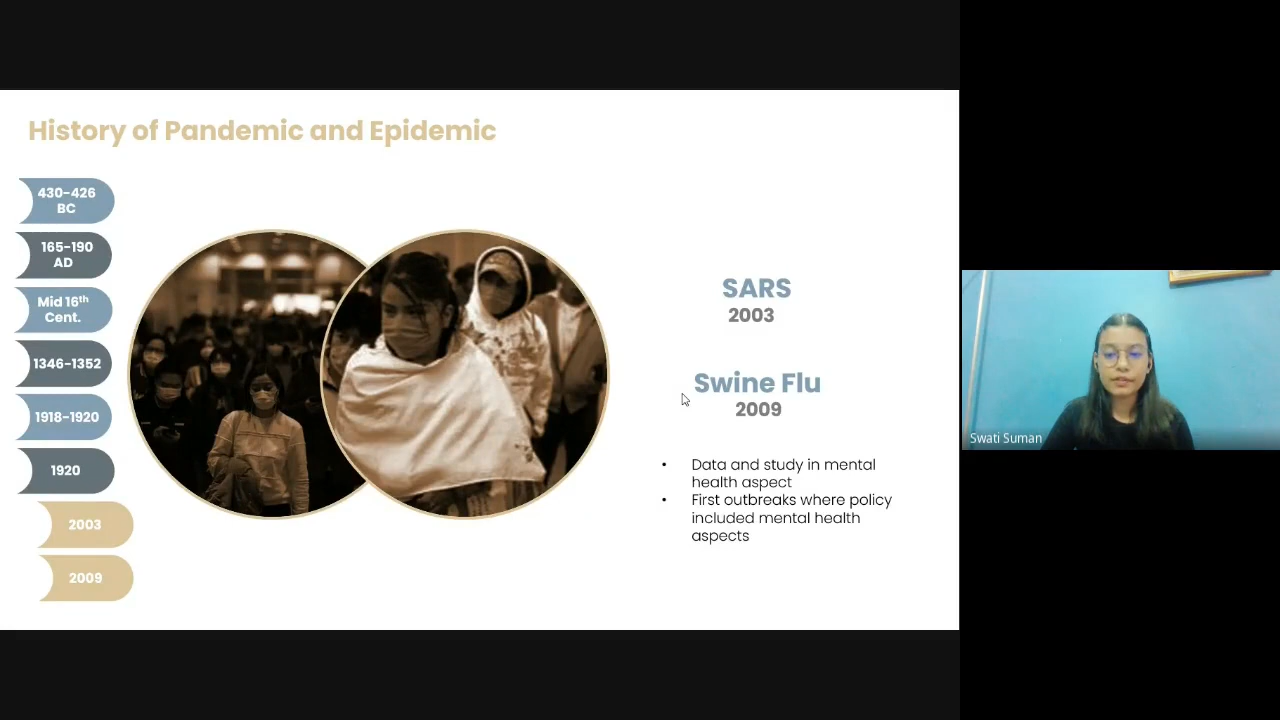 History of Pandemic and Epidemic
430-426
BC
165-190
AD
Mid 16th
Cent.
1346-1352
1918-1920
1920
2003
2009
SARS
2003
Swine Flu
2009
• Data and study in mental
health aspect
• First outbreaks where policy
included mental health
aspects
Swati Suman